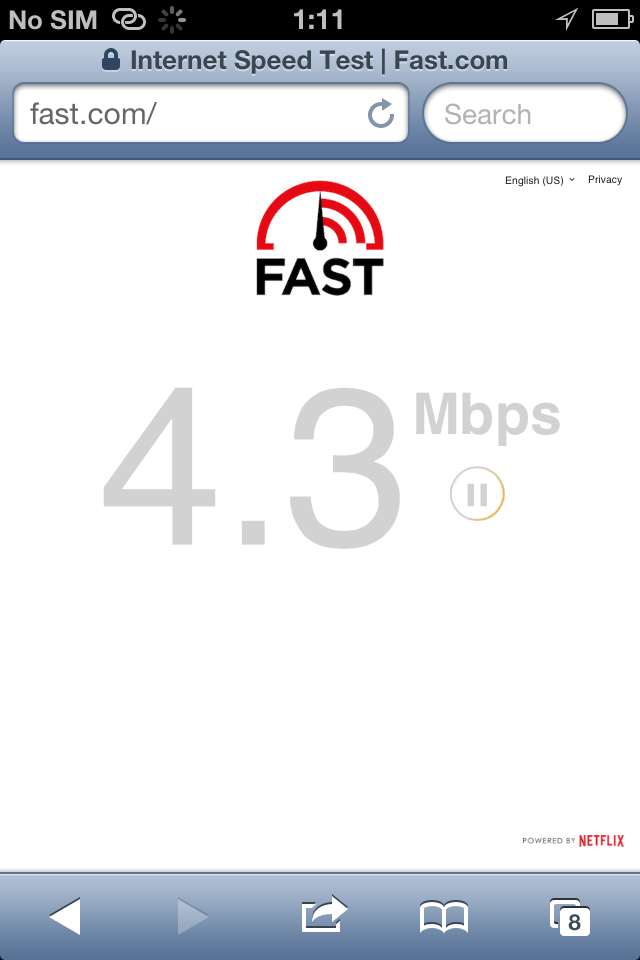 No SIM 1:11
Internet Speed Test | Fast.com
fast.com/ Search
English (US) Privacy
FAST
4.3 Mbps
POWERED BY NETFLIX
8